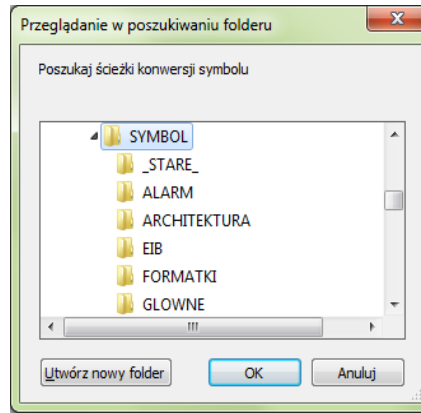 Przeglądanie w poszukiwaniu folderu
Poszukaj ścieżki konwersji symbolu
SYMBOL
_STARE_
ALARM
ARCHITEKTURA
EIB
FORMATKI
GLOWNE
Utwórz nowy folder
OK
Anuluj